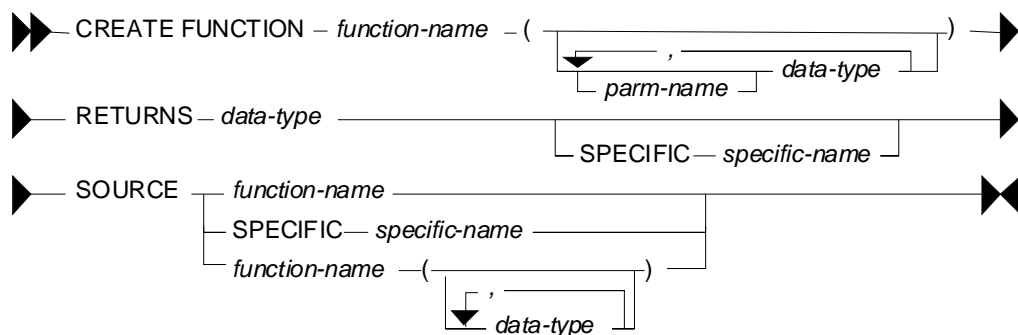 CREATE FUNCTION function-name ( )
,
parm-name data-type
RETURNS data-type
SPECIFIC specific-name
SOURCE function-name
SPECIFIC specific-name
function-name ( )
,
data-type